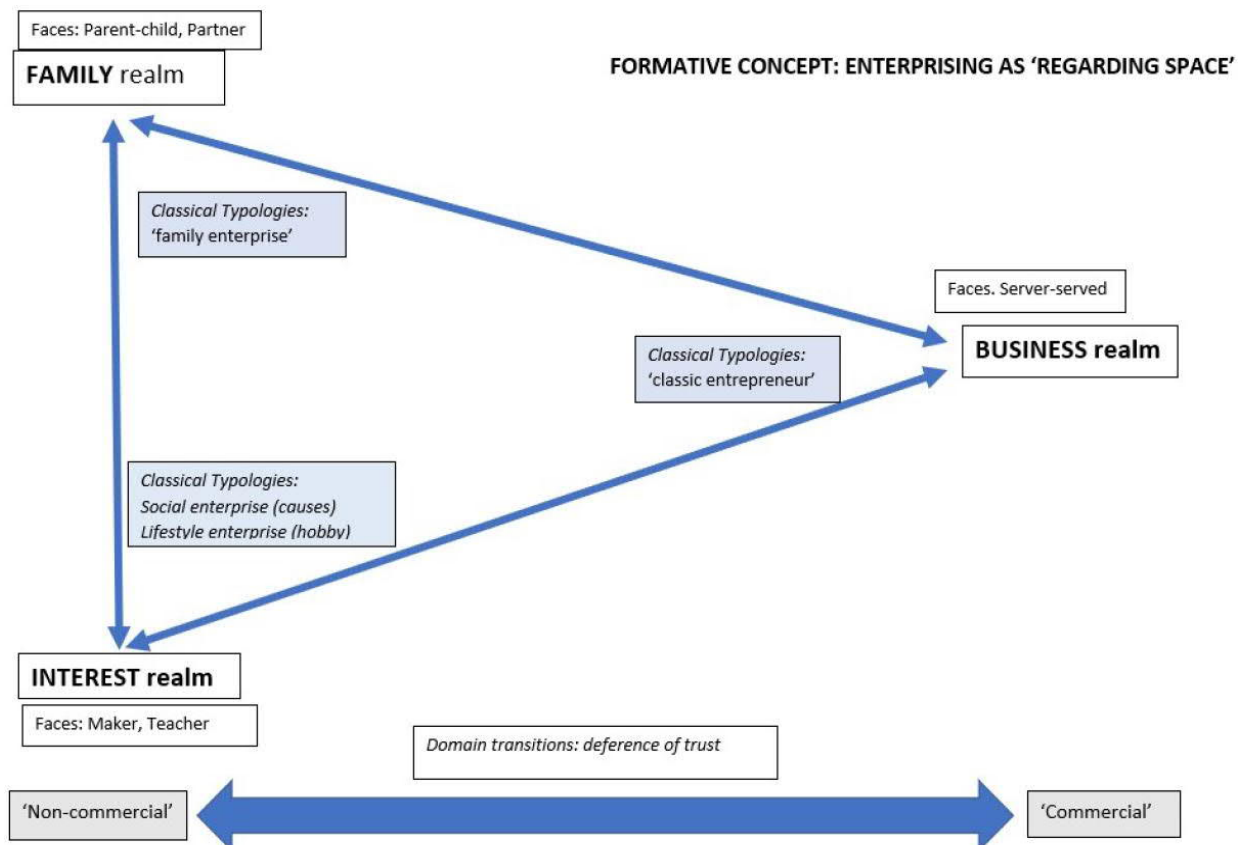 Faces: Parent-child, Partner
FAMILY realm
FORMATIVE CONCEPT: ENTERPRISING AS ‘REGARDING SPACE’
Classical Typologies:
‘family enterprise’
Faces. Server-served
BUSINESS realm
Classical Typologies:
‘classic entrepreneur’
Classical Typologies:
Social enterprise (causes)
Lifestyle enterprise (hobby)
INTEREST realm
Faces: Maker, Teacher
Domain transitions: deference of trust
‘Non-commercial’
‘Commercial’